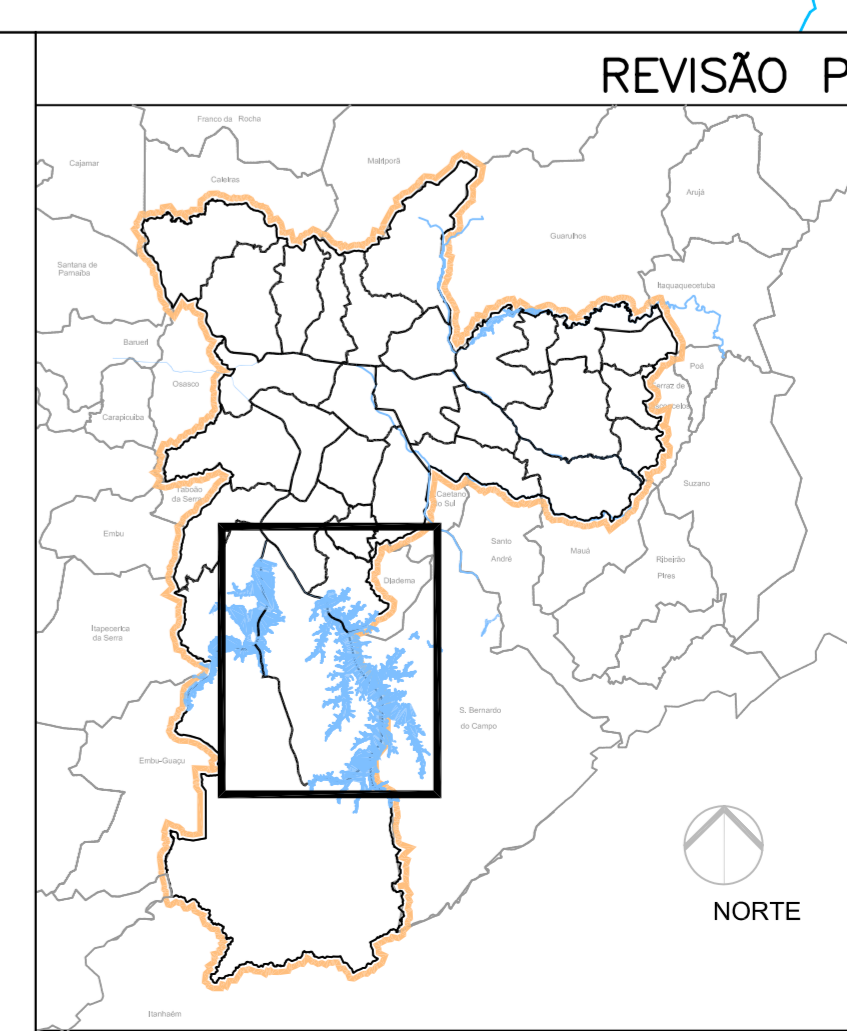 REVISÃO P
Franco da Rocha
Mairiporã
Cajamar
Caieiras
Arujá
Guarulhos
Santana de
Parnaíba
Itaquaquecetuba
Barueri
Osasco
Poá
erraz de
Carapicuíba
Taboão
da Serra
Caetano
do Sul
Suzano
Embu
Santo
André
Mauá
Ribeirão
Pires
Diadema
Itapecerica
da Serra
S. Bernardo
do Campo
Embu-Guaçu
NORTE
Itanhaém